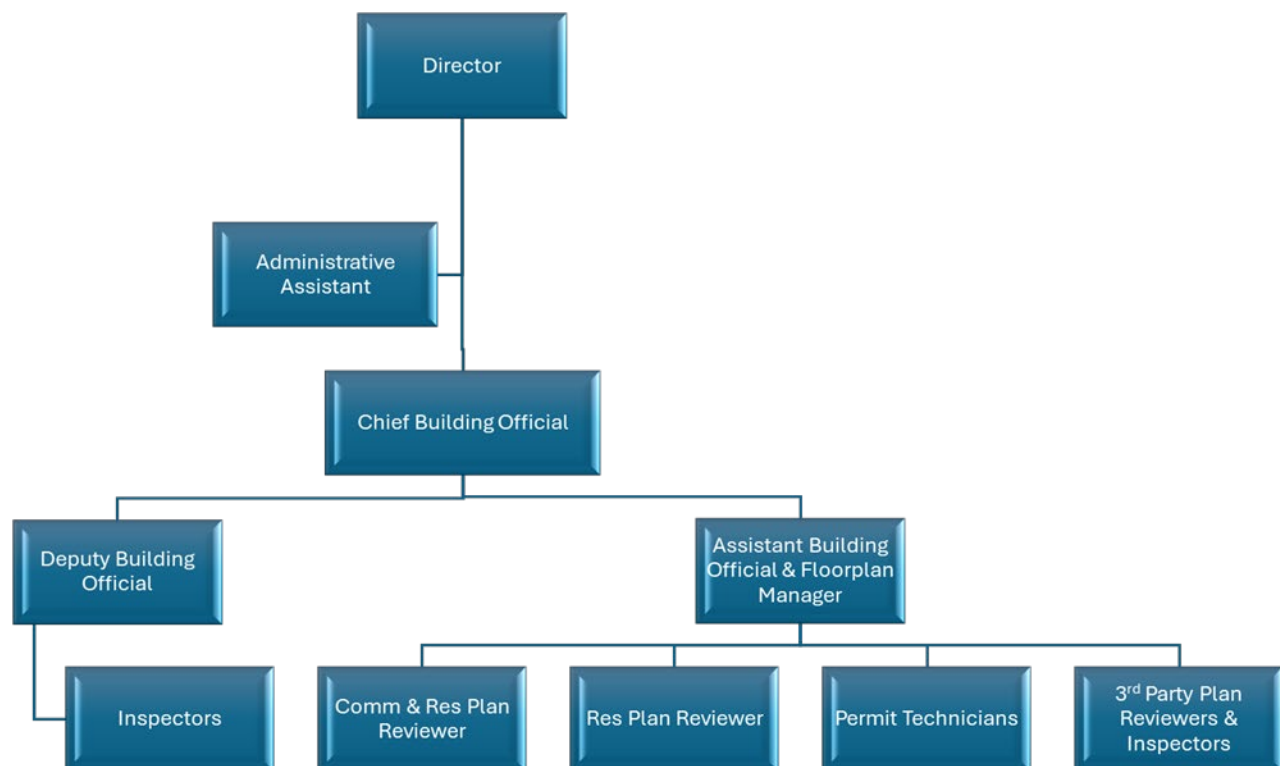 Director
Administrative
Assistant
Chief Building Official
Deputy Building
Official
Assistant Building
Official & Floorplan
Manager
Inspectors
Comm & Res Plan
Reviewer
Res Plan Reviewer
Permit Technicians
3rd Party Plan
Reviewers &
Inspectors